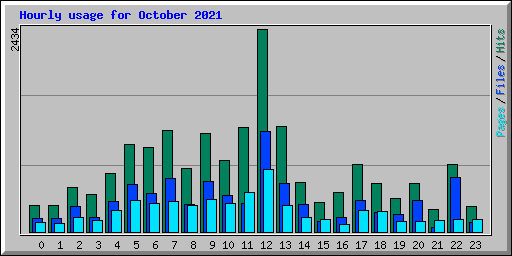 Hourly usage for October 2021
2434
Pages / Files / Hits
0 1 2 3 4 5 6 7 8 9 10 11 12 13 14 15 16 17 18 19 20 21 22 23